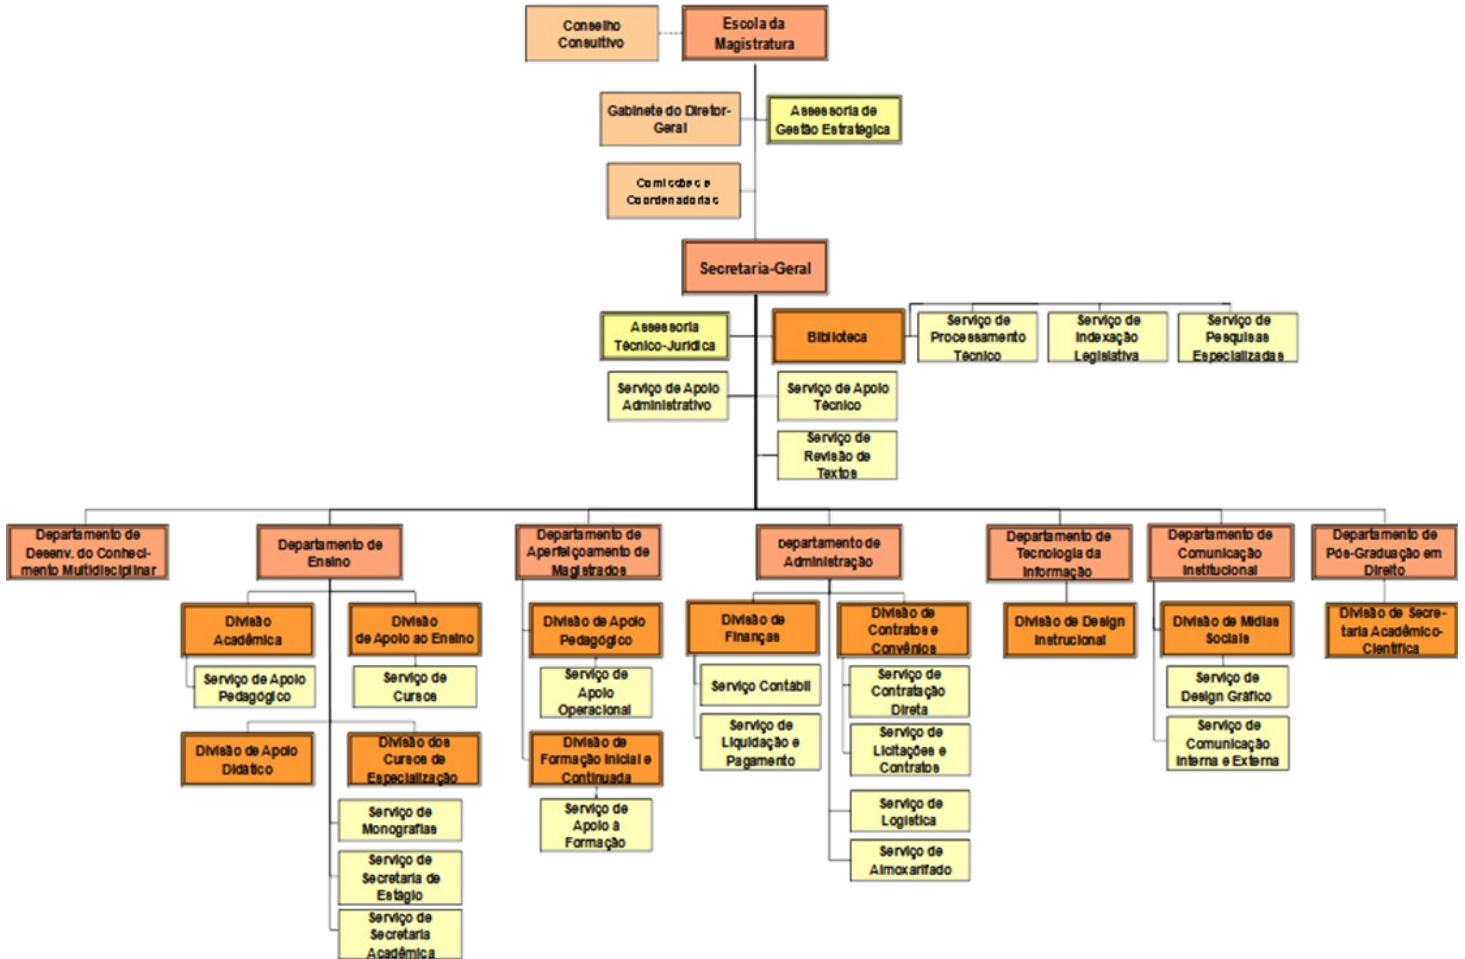 Conselho
Consultivo
Escola da
Magistratura
Gabinete do Diretor-
Geral
Assessoria de
Gestão Estratégica
Comissões e
Coordenadorias
Secretaria-Geral
Assessoria
Técnico-Jurídica
Biblioteca
Serviço de
Processamento
Técnico
Serviço de
Indexação
Legislativa
Serviço de
Pesquisas
Especializadas
Serviço de Apoio
Administrativo
Serviço de Apoio
Técnico
Serviço de
Revisão de
Textos
Departamento de
Desenv. do Conheci-
mento Multidisciplinar
Departamento de
Ensino
Departamento de
Aperfeiçoamento de
Magistrados
Departamento de
Administração
Departamento de
Tecnologia da
Informação
Departamento de
Comunicação
Institucional
Departamento de
Pós-Graduação em
Direito
Divisão
Acadêmica
Divisão
de Apoio ao Ensino
Divisão de Apoio
Pedagógico
Divisão de
Finanças
Divisão de
Contratos e
Convênios
Divisão de Design
Instrucional
Divisão de Mídias
Sociais
Divisão de Secre-
taria Acadêmico-
Científica
Serviço de Apoio
Pedagógico
Serviço de
Cursos
Serviço de
Apoio
Operacional
Serviço Contábil
Serviço de
Contratação
Direta
Serviço de
Design Gráfico
Divisão de Apoio
Didático
Divisão dos
Cursos de
Especialização
Divisão de
Formação Inicial e
Continuada
Serviço de
Liquidação e
Pagamento
Serviço de
Licitações e
Contratos
Serviço de
Comunicação
Interna e Externa
Serviço de
Monografias
Serviço de
Apoio à
Formação
Serviço de
Logística
Serviço de
Secretaria de
Estágio
Serviço de
Almoxarifado
Serviço de
Secretaria
Acadêmica